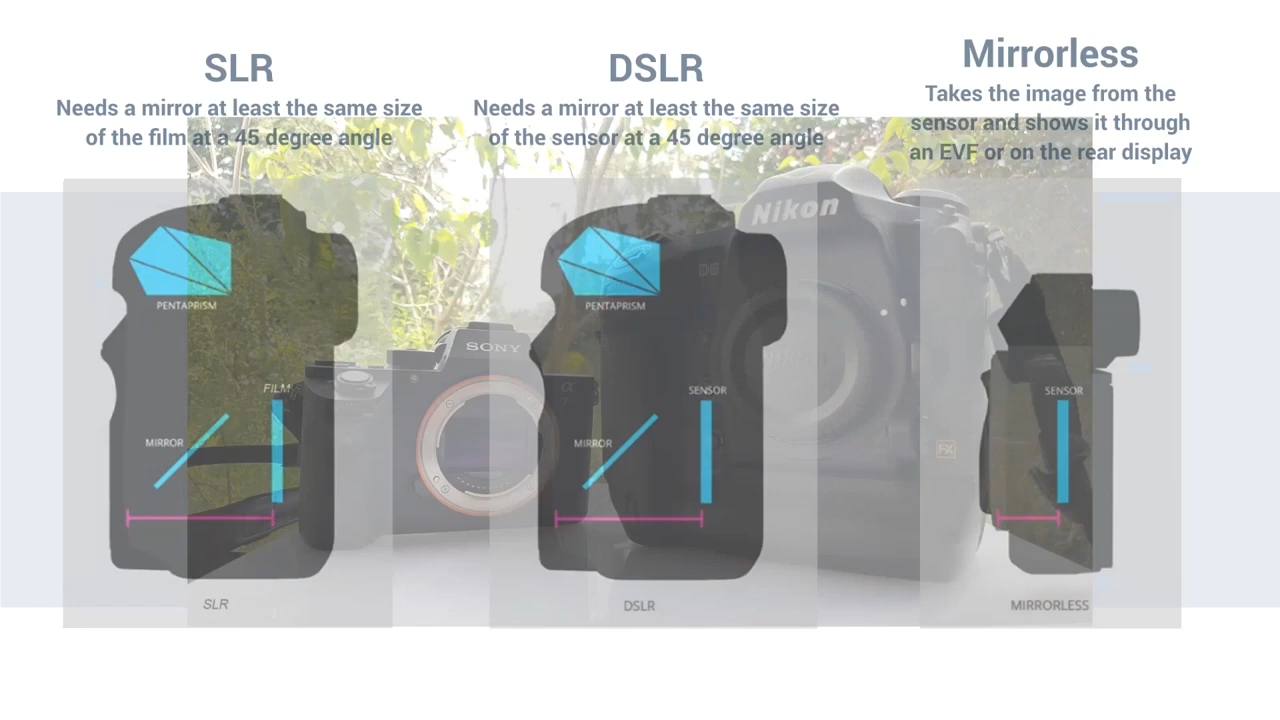 SLR
Needs a mirror at least the same size
of the film at a 45 degree angle
DSLR
Needs a mirror at least the same size
of the sensor at a 45 degree angle
Mirrorless
Takes the image from the
sensor and shows it through
an EVF or on the rear display
PENTAPRISM
FILM
MIRROR
SLR
SONY
PENTAPRISM
SENSOR
MIRROR
DSLR
Nikon
FX
SENSOR
MIRRORLESS